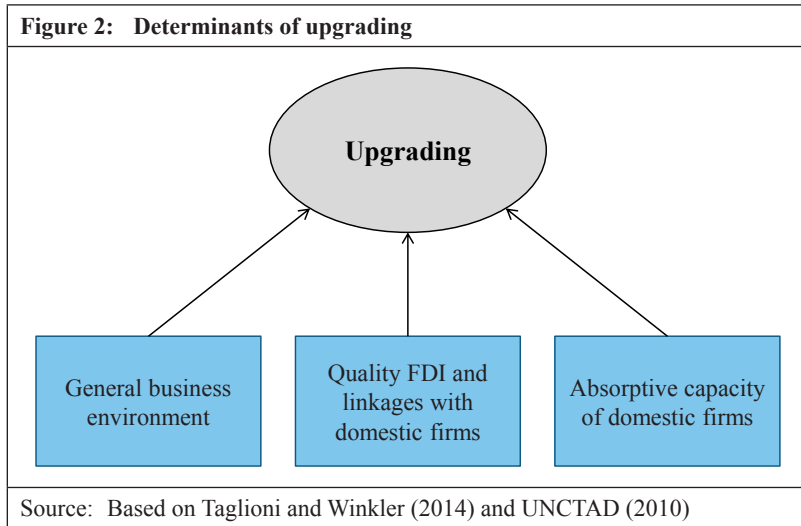 Figure 2: Determinants of upgrading
Upgrading
General business
environment
Quality FDI and
linkages with
domestic firms
Absorptive capacity
of domestic firms
Source: Based on Taglioni and Winkler (2014) and UNCTAD (2010)